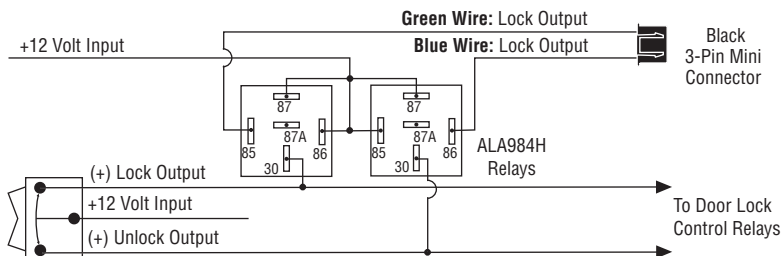 Green Wire: Lock Output
+12 Volt Input
Blue Wire: Lock Output
Black
3-Pin Mini
Connector
87
87
87A
87A
85
86
85
86
30
30
ALA984H
Relays
(+) Lock Output
+12 Volt Input
(+) Unlock Output
To Door Lock
Control Relays